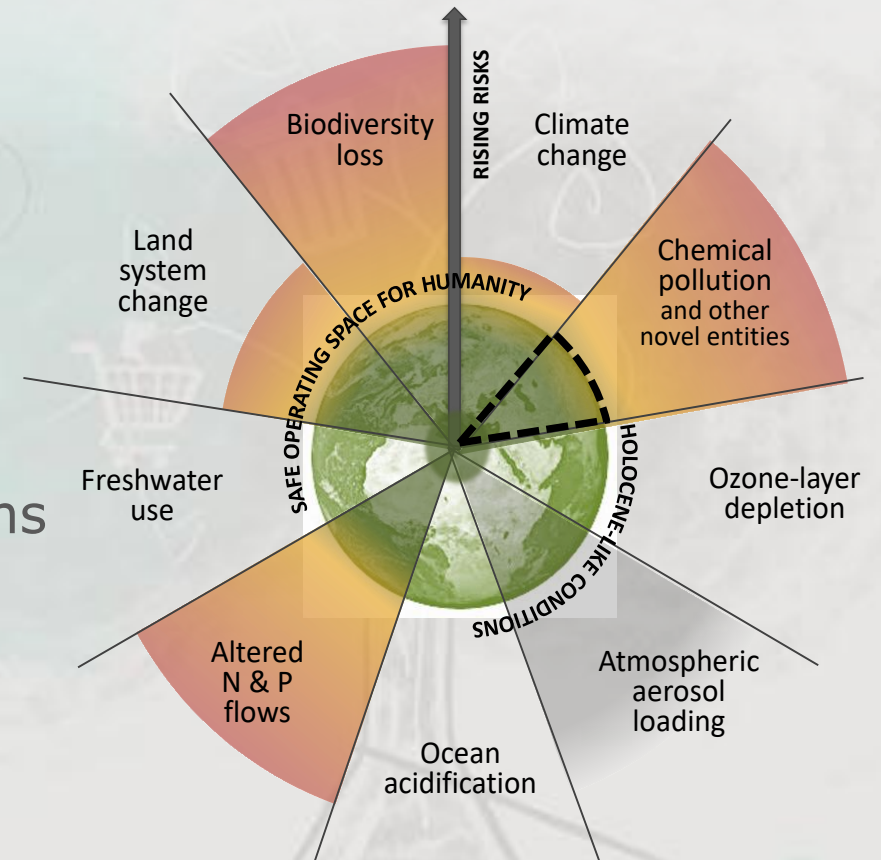 RISING RISKS
Biodiversity
loss
Climate
change
Chemical
pollution
and other
novel entities
Land
system
change
SAFE OPERATING SPACE FOR HUMANITY
HOLOCENE-LIKE CONDITIONS
Freshwater
use
Ozone-layer
depletion
ns
Altered
N & P
flows
Atmospheric
aerosol
loading
Ocean
acidification